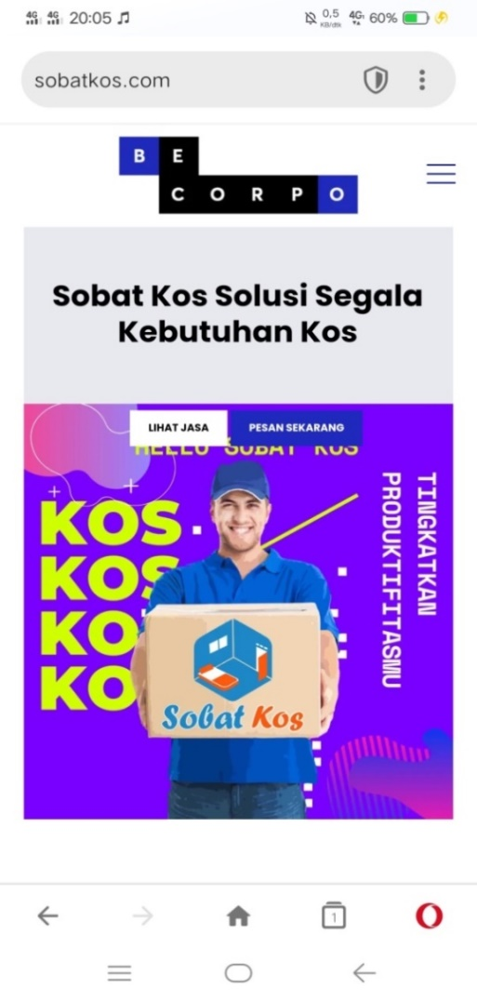 4G 4G 20:05 0,5 KB/dtk 4G 60%
sobatkos.com
B E
C O R P O
Sobat Kos Solusi Segala
Kebutuhan Kos
LIHAT JASA PESAN SEKARANG
HELLO SOBAT KOS
KOS
KOS
KO
KO
TINGKATKAN
PRODUKTIFITASMU
Sobat Kos
1